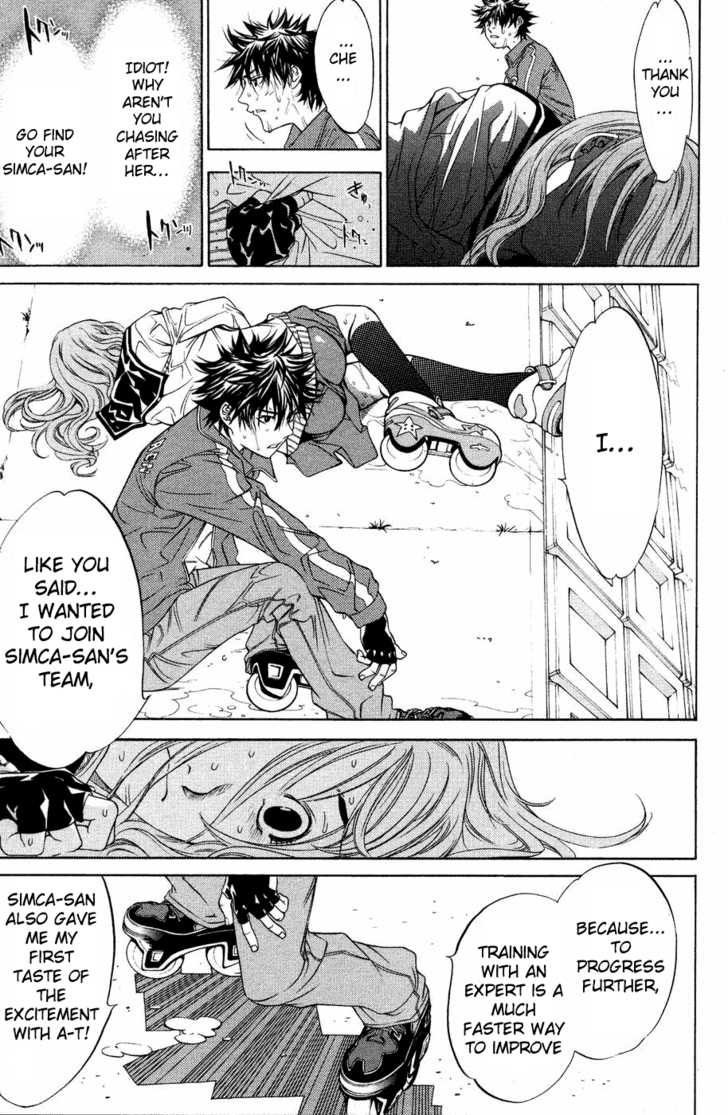 ...
THANK
YOU
...
...
CHE
...
IDIOT!
WHY
AREN'T
YOU
CHASING
AFTER
HER...
GO FIND
YOUR
SIMCA-SAN!
I...
LIKE YOU
SAID...
I WANTED
TO JOIN
SIMCA-SAN'S
TEAM,
BECAUSE...
TO
PROGRESS
FURTHER,
TRAINING
WITH AN
EXPERT IS A
MUCH
FASTER WAY
TO IMPROVE
SIMCA-SAN
ALSO GAVE
ME MY
FIRST
TASTE OF
THE
EXCITEMENT
WITH A-T!